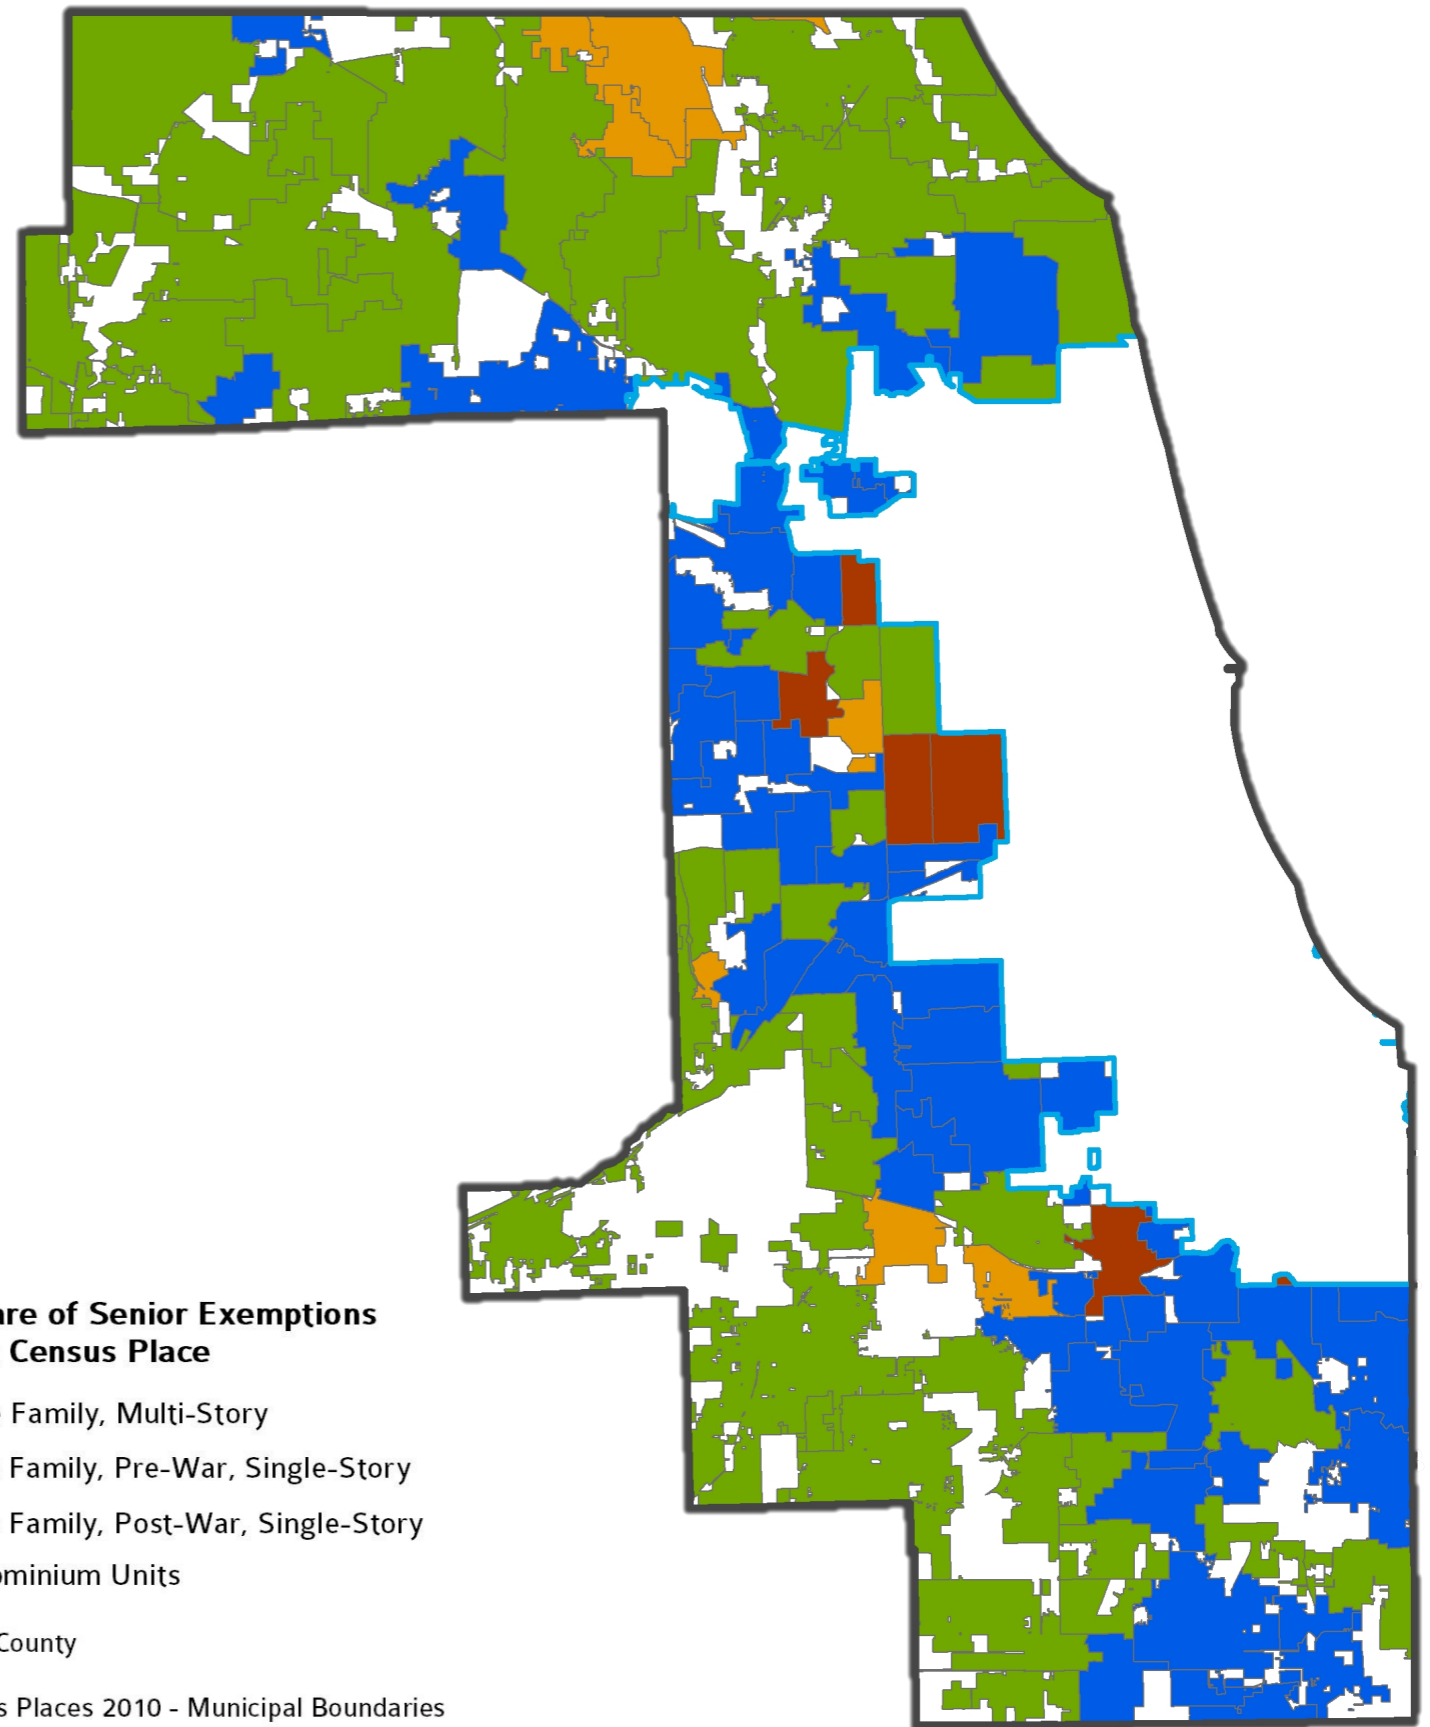 are of Senior Exemptions
Census Place
Family, Multi-Story
Family, Pre-War, Single-Story
Family, Post-War, Single-Story
ominium Units
County
s Places 2010 - Municipal Boundaries